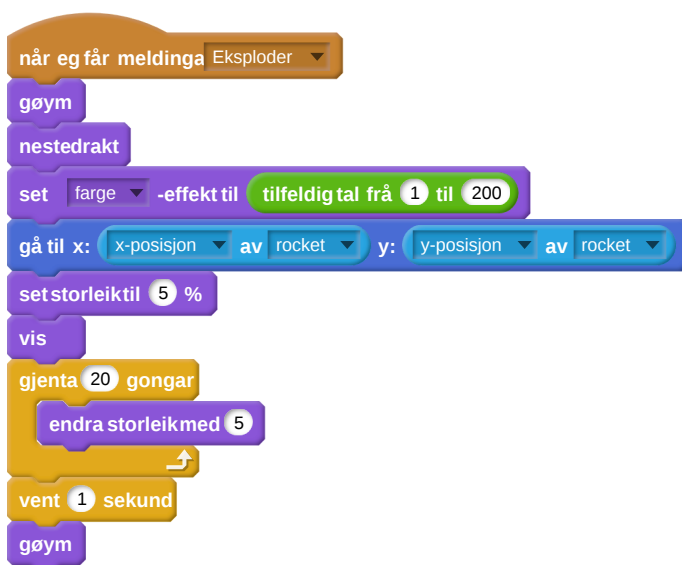 når eg får meldinga Eksploder
gøym
nestedrakt
set farge -effekt til tilfeldig tal frå 1 til 200
gå til x: x-posisjon av rocket y: y-posisjon av rocket
set storleik til 5 %
vis
gjenta 20 gongar
endra storleik med 5
vent 1 sekund
gøym